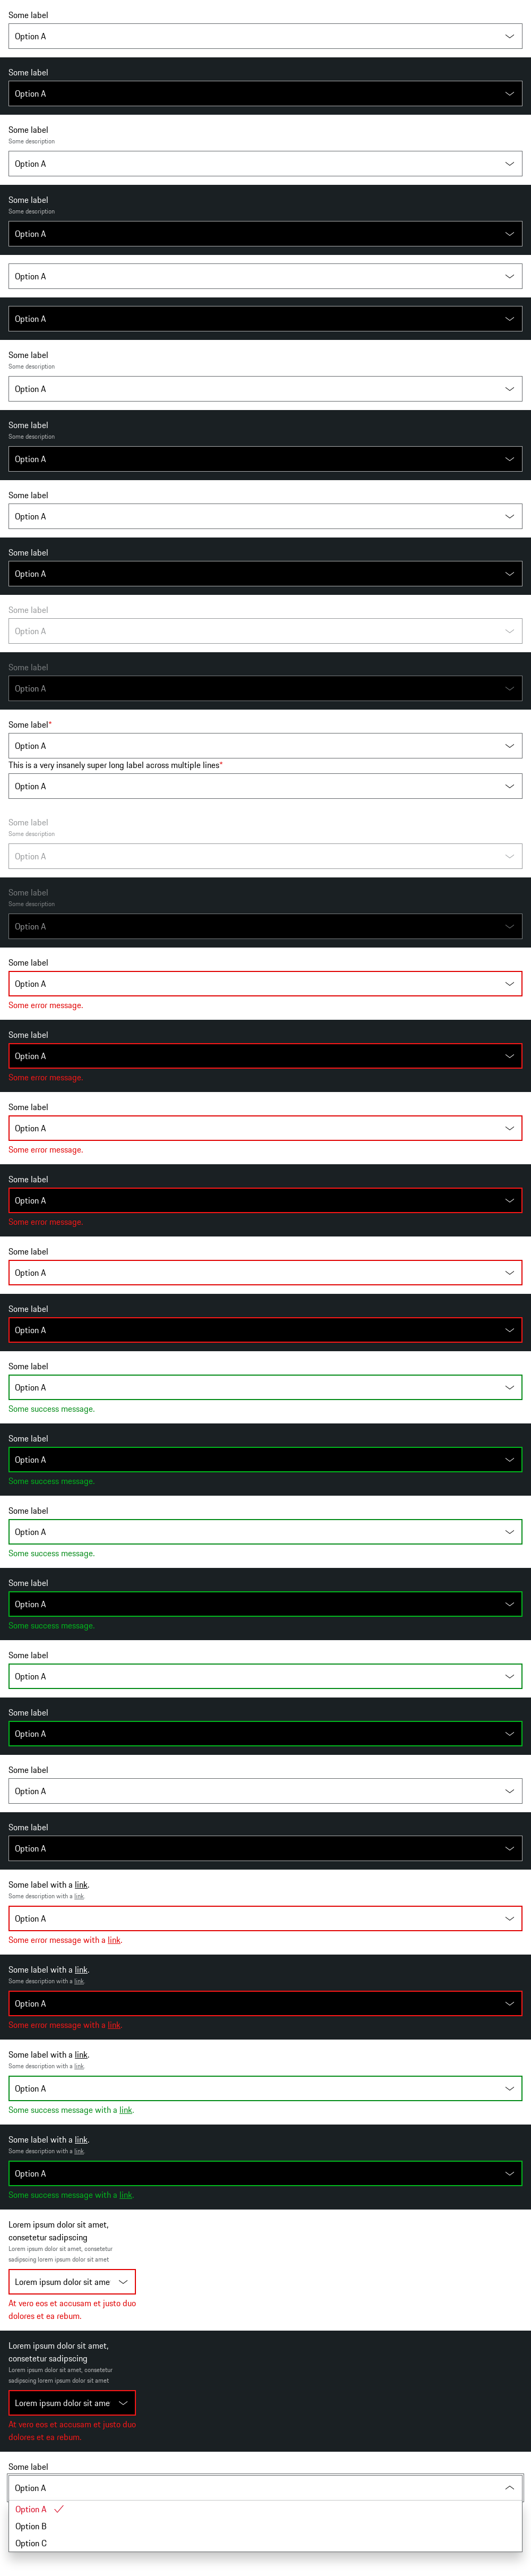 Some label
Option A
Some label
Option A
Some label
Some description
Option A
Some label
Some description
Option A
Option A
Option A
Some label
Some description
Option A
Some label
Some description
Option A
Some label
Option A
Some label
Option A
Some label
Option A
Some label
Option A
Some label*
Option A
This is a very insanely super long label across multiple lines*
Option A
Some label
Some description
Option A
Some label
Some description
Option A
Some label
Option A
Some error message.
Some label
Option A
Some error message.
Some label
Option A
Some error message.
Some label
Option A
Some error message.
Some label
Option A
Some label
Option A
Some label
Option A
Some success message.
Some label
Option A
Some success message.
Some label
Option A
Some success message.
Some label
Option A
Some success message.
Some label
Option A
Some label
Option A
Some label
Option A
Some label
Option A
Some label with a link.
Some description with a link.
Option A
Some error message with a link.
Some label with a link.
Some description with a link.
Option A
Some error message with a link.
Some label with a link.
Some description with a link.
Option A
Some success message with a link.
Some label with a link.
Some description with a link.
Option A
Some success message with a link.
Lorem ipsum dolor sit amet,
consetetur sadipscing
Lorem ipsum dolor sit amet, consetetur
sadipscing lorem ipsum dolor sit amet
Lorem ipsum dolor sit ame
At vero eos et accusam et justo duo
dolores et ea rebum.
Lorem ipsum dolor sit amet,
consetetur sadipscing
Lorem ipsum dolor sit amet, consetetur
sadipscing lorem ipsum dolor sit amet
Lorem ipsum dolor sit ame
At vero eos et accusam et justo duo
dolores et ea rebum.
Some label
Option A
Option A
Option B
Option C